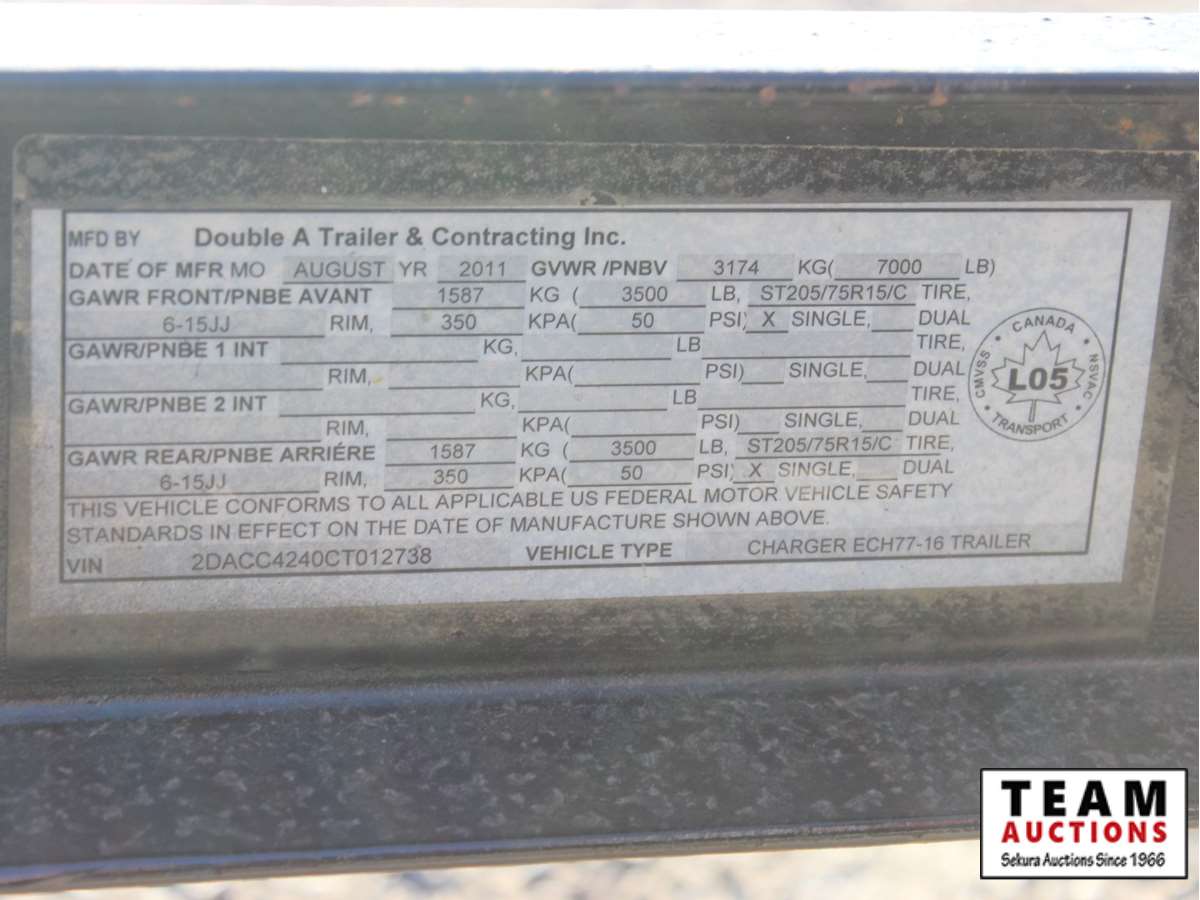 MFD BY Double A Trailer & Contracting Inc.
DATE OF MFR MO AUGUST YR 2011 GVWR /PNBV 3174 KG( 7000 LB)
GAWR FRONT/PNBE AVANT 1587 KG ( 3500 LB, ST205/75R15/C TIRE,
6-15JJ RIM, 350 KPA( 50 PSI) X SINGLE, DUAL
GAWR/PNBE 1 INT KG, LB TIRE,
RIM, KPA( PSI) SINGLE, DUAL
GAWR/PNBE 2 INT KG, LB TIRE,
RIM, KPA( PSI) SINGLE, DUAL
GAWR REAR/PNBE ARRIÉRE 1587 KG ( 3500 LB, ST205/75R15/C TIRE,
6-15JJ RIM, 350 KPA( 50 PSI) X SINGLE, DUAL
THIS VEHICLE CONFORMS TO ALL APPLICABLE US FEDERAL MOTOR VEHICLE SAFETY
STANDARDS IN EFFECT ON THE DATE OF MANUFACTURE SHOWN ABOVE.
VIN 2DACC4240CT012738 VEHICLE TYPE CHARGER ECH77-16 TRAILER
CANADA
CMVSS
L05
NSVAC
TRANSPORT
TEAM
AUCTIONS
Sekura Auctions Since 1966